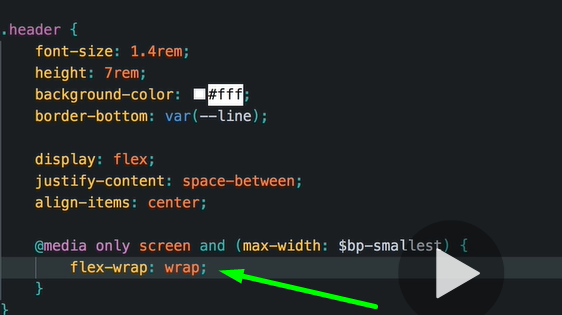 .header {
font-size: 1.4rem;
height: 7rem;
background-color: #fff;
border-bottom: var(--line);
display: flex;
justify-content: space-between;
align-items: center;
@media only screen and (max-width: $bp-smallest) {
flex-wrap: wrap;
}
}